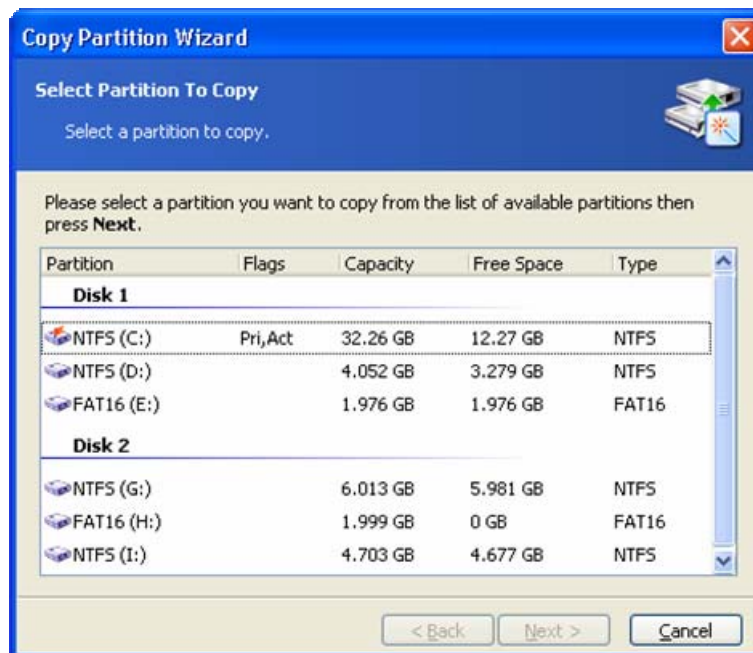 Copy Partition Wizard
Select Partition To Copy
Select a partition to copy.
Please select a partition you want to copy from the list of available partitions then
press Next.
Partition Flags Capacity Free Space Type
Disk 1
NTFS (C:) Pri,Act 32.26 GB 12.27 GB NTFS
NTFS (D:) 4.052 GB 3.279 GB NTFS
FAT16 (E:) 1.976 GB 1.976 GB FAT16
Disk 2
NTFS (G:) 6.013 GB 5.981 GB NTFS
FAT16 (H:) 1.999 GB 0 GB FAT16
NTFS (I:) 4.703 GB 4.677 GB NTFS
< Back Next > Cancel